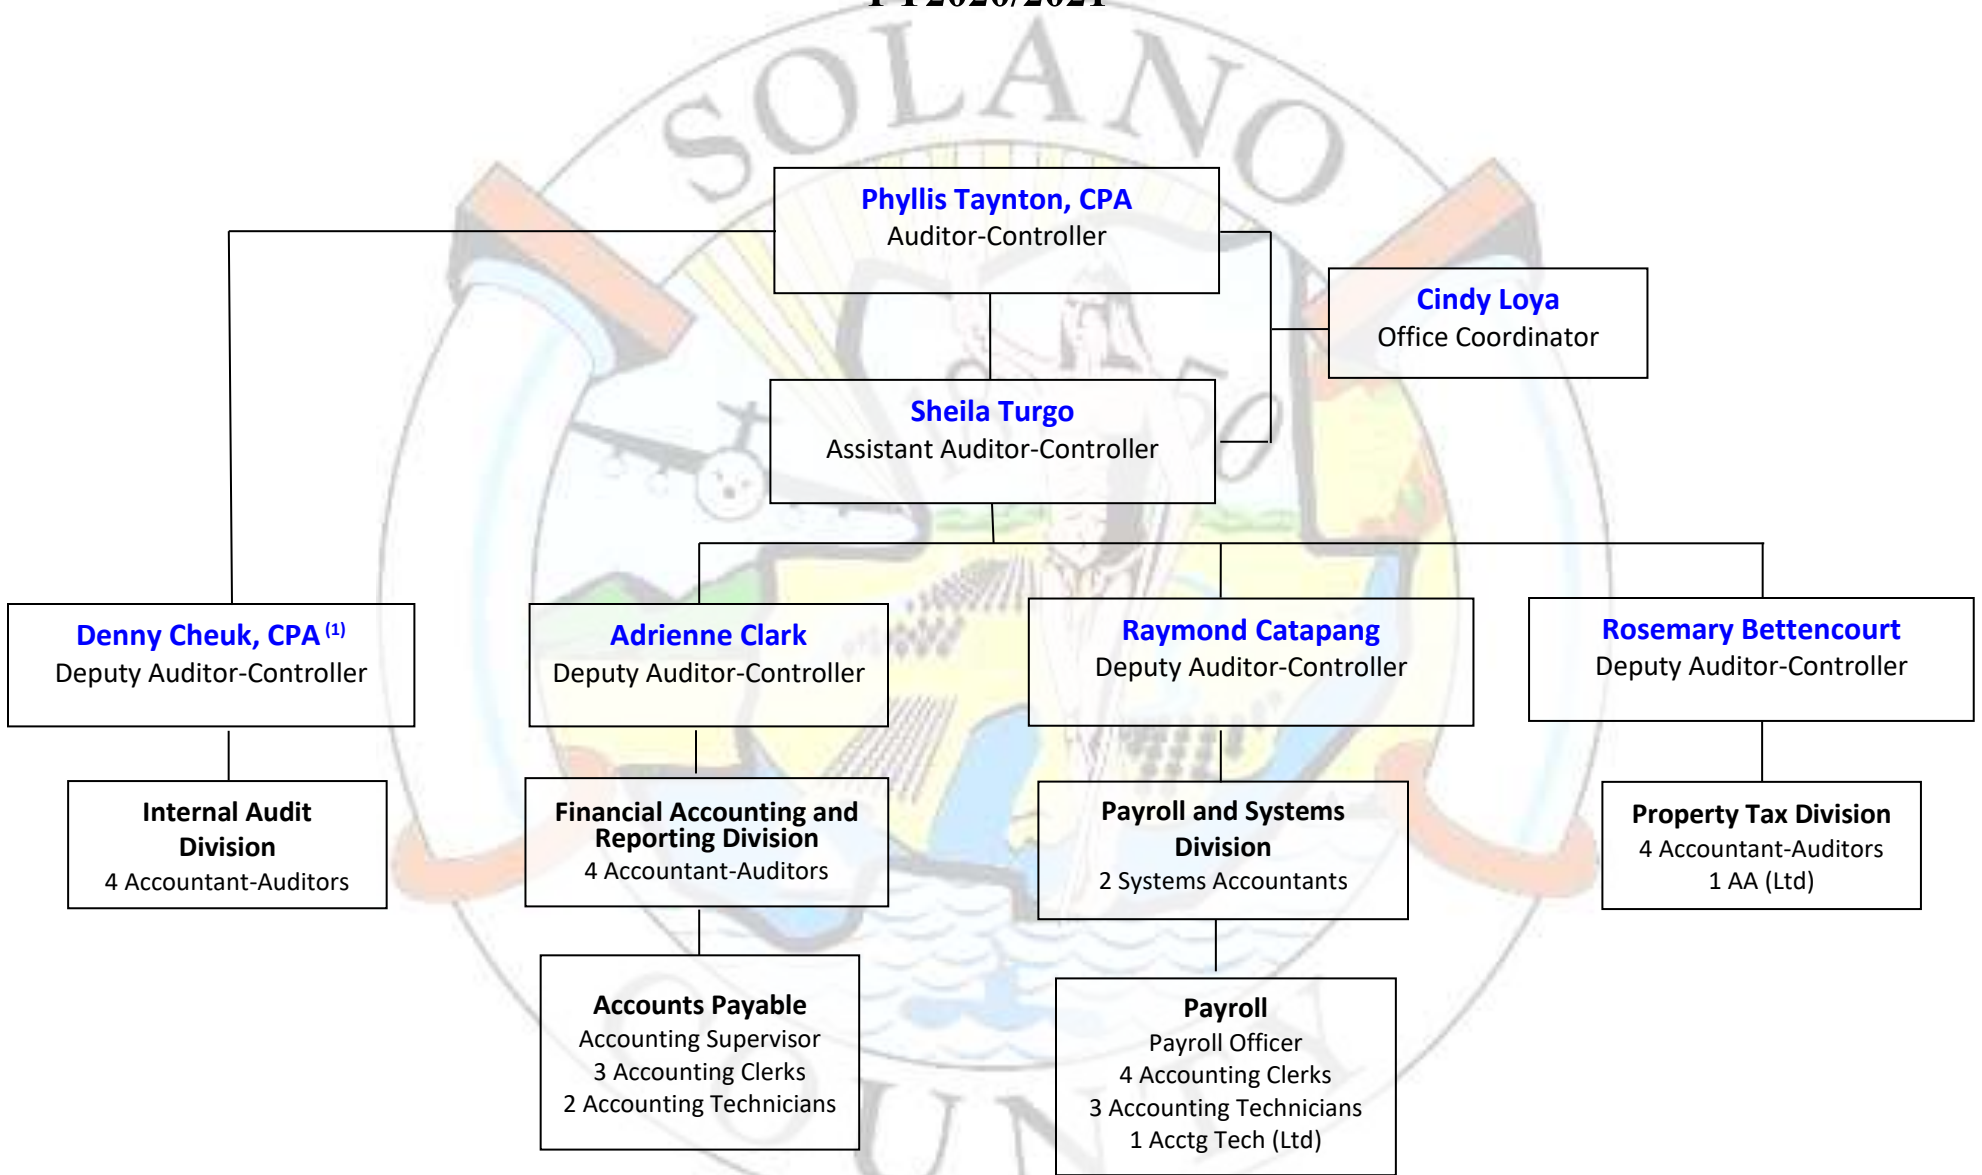 FY2020/2021
SOLANO
Phyllis Taynton, CPA
Auditor-Controller
Cindy Loya
Office Coordinator
Sheila Turgo
Assistant Auditor-Controller
1850
Denny Cheuk, CPA (1)
Deputy Auditor-Controller
Adrienne Clark
Deputy Auditor-Controller
Raymond Catapang
Deputy Auditor-Controller
Rosemary Bettencourt
Deputy Auditor-Controller
Internal Audit
Division
4 Accountant-Auditors
Financial Accounting and
Reporting Division
4 Accountant-Auditors
Payroll and Systems
Division
2 Systems Accountants
Property Tax Division
4 Accountant-Auditors
1 AA (Ltd)
Accounts Payable
Accounting Supervisor
3 Accounting Clerks
2 Accounting Technicians
Payroll
Payroll Officer
4 Accounting Clerks
3 Accounting Technicians
1 Acctg Tech (Ltd)
COUNTY